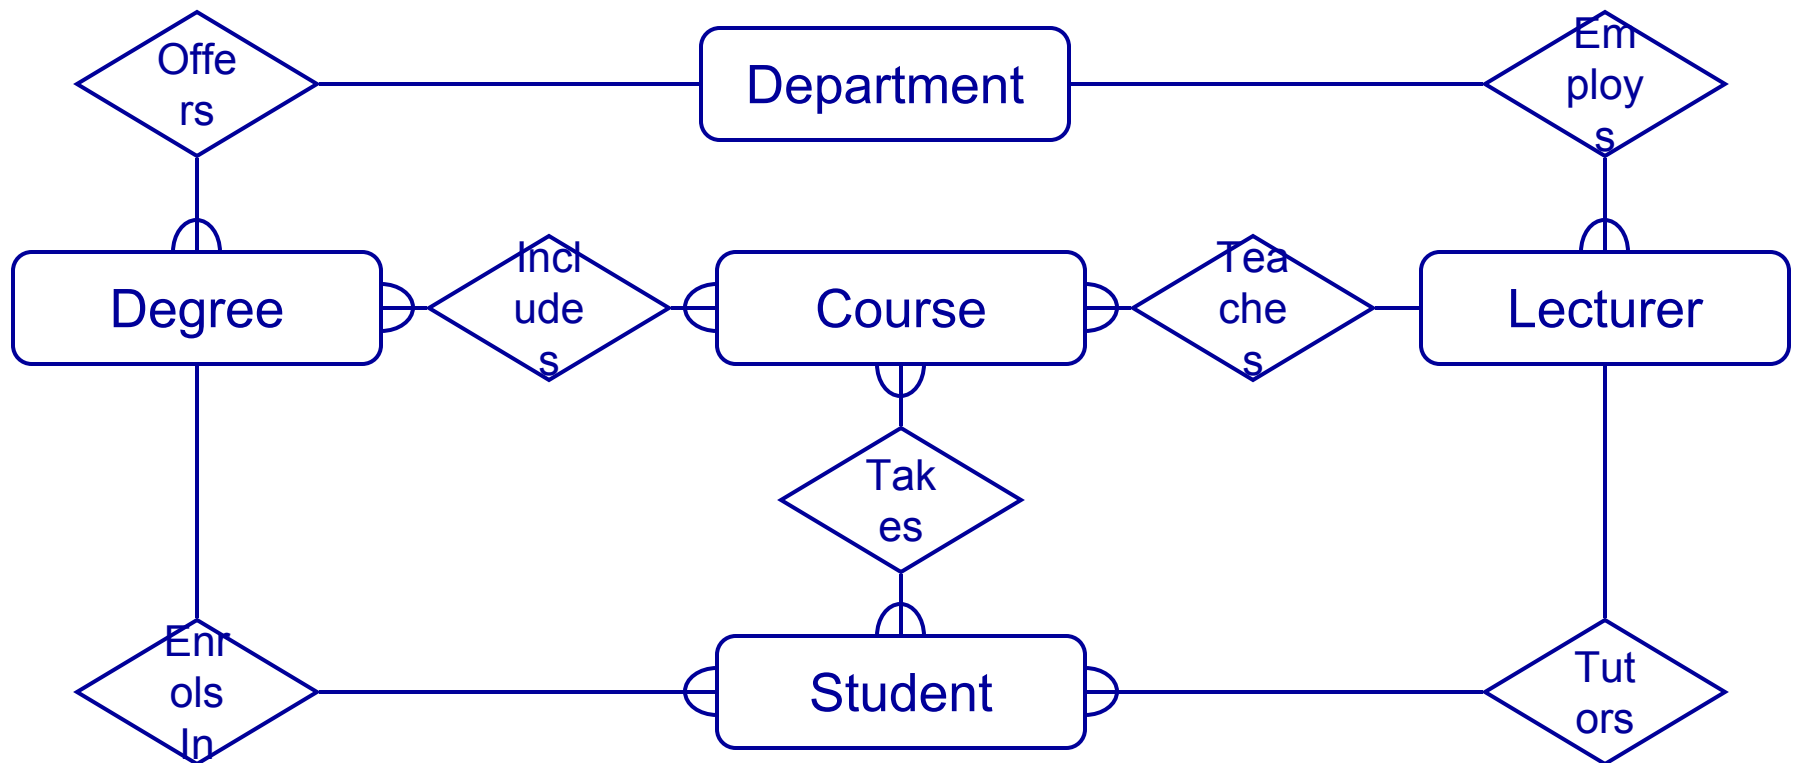 Offe
rs
Department
Em
ploy
s
Degree
Incl
ude
s
Course
Tea
che
s
Lecturer
Tak
es
Enr
ols
In
Student
Tut
ors